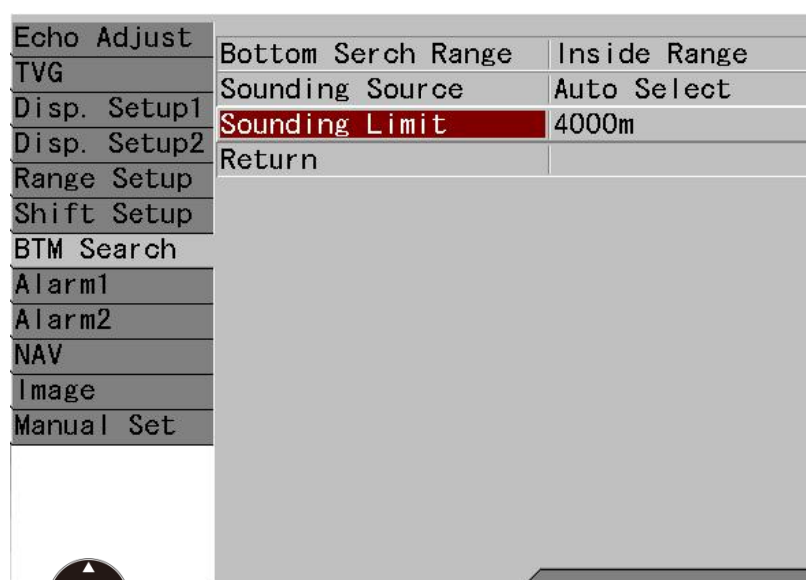 Echo Adjust
TVG
Disp. Setup1
Disp. Setup2
Range Setup
Shift Setup
BTM Search
Alarm1
Alarm2
NAV
Image
Manual Set
Bottom Serch Range Inside Range
Sounding Source Auto Select
Sounding Limit 4000m
Return